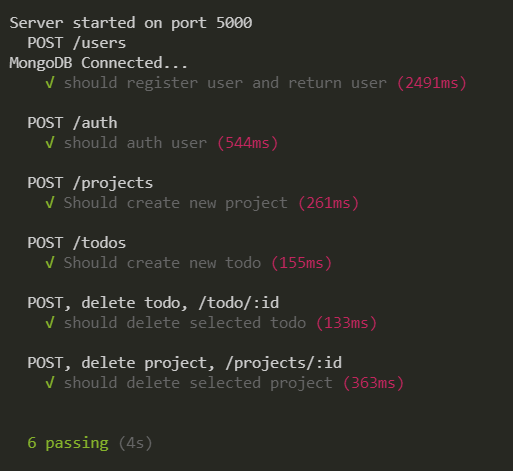 Server started on port 5000
POST /users
MongoDB Connected...
√ should register user and return user (2491ms)
POST /auth
√ should auth user (544ms)
POST /projects
√ Should create new project (261ms)
POST /todos
√ Should create new todo (155ms)
POST, delete todo, /todo/:id
√ should delete selected todo (133ms)
POST, delete project, /projects/:id
√ should delete selected project (363ms)
6 passing (4s)